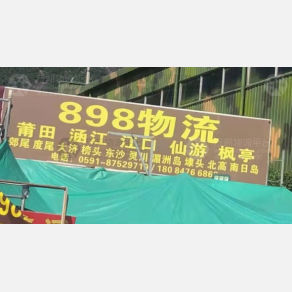 898物流
莆田 涵江 江口 仙游 枫亭
郊尾 度尾 大济 榜头 东沙 灵川 湄洲岛 埭头 北高 南日岛
电话: 0591-87529717/180 8476 686